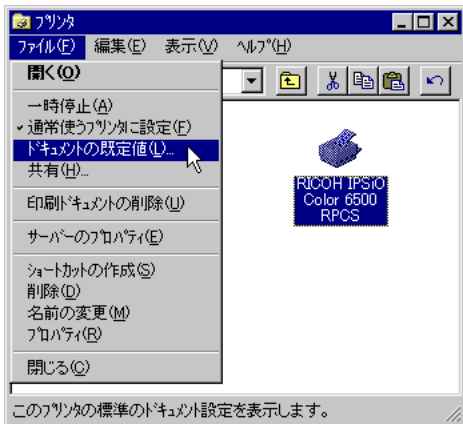 プリンタ
ファイル(F) 編集(E) 表示(V) ヘルプ(H)
開く(O)
一時停止(A)
通常使うプリンタに設定(F)
ドキュメントの既定値(L)...
共有(H)...
印刷ドキュメントの削除(U)
サーバーのプロパティ(E)
ショートカットの作成(S)
削除(D)
名前の変更(M)
プロパティ(R)
閉じる(C)
RICOH IPSiO
Color 6500
RPCS
このプリンタの標準のドキュメント設定を表示します。